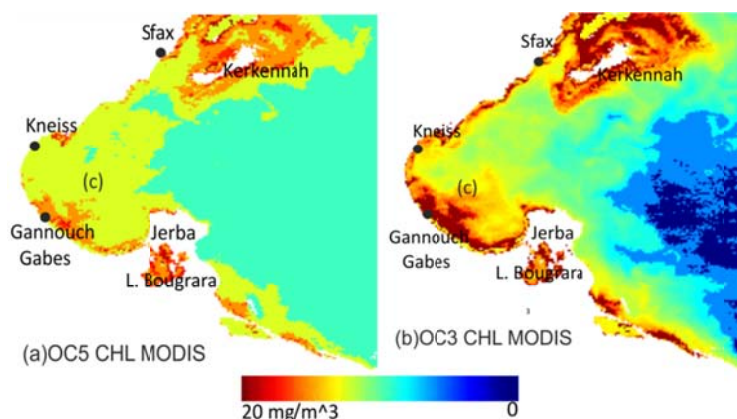 Sfax
Kerkennah
Kneiss
(c)
Gannouch
Gabes
Jerba
L. Bougrara
(a)OC5 CHL MODIS
Sfax
Kerkennah
Kneiss
(c)
Gannouch
Gabes
Jerba
L. Bougrara
(b)OC3 CHL MODIS
20 mg/m^3 0